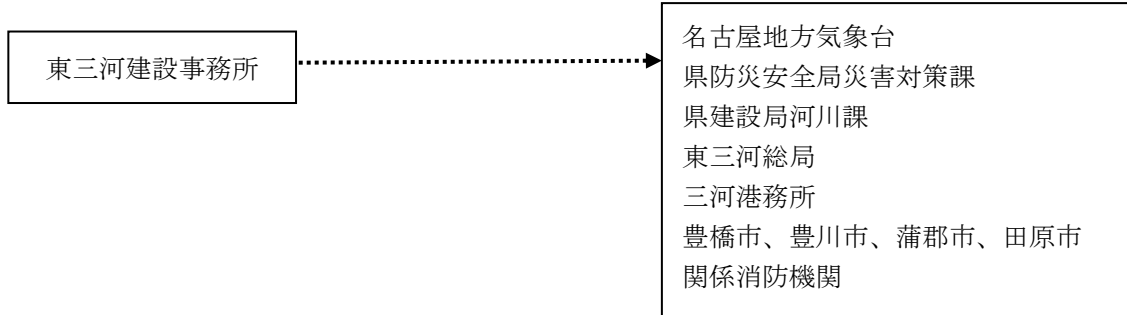 東三河建設事務所
名古屋地方気象台
県防災安全局災害対策課
県建設局河川課
東三河総局
三河港務所
豊橋市、豊川市、蒲郡市、田原市
関係消防機関